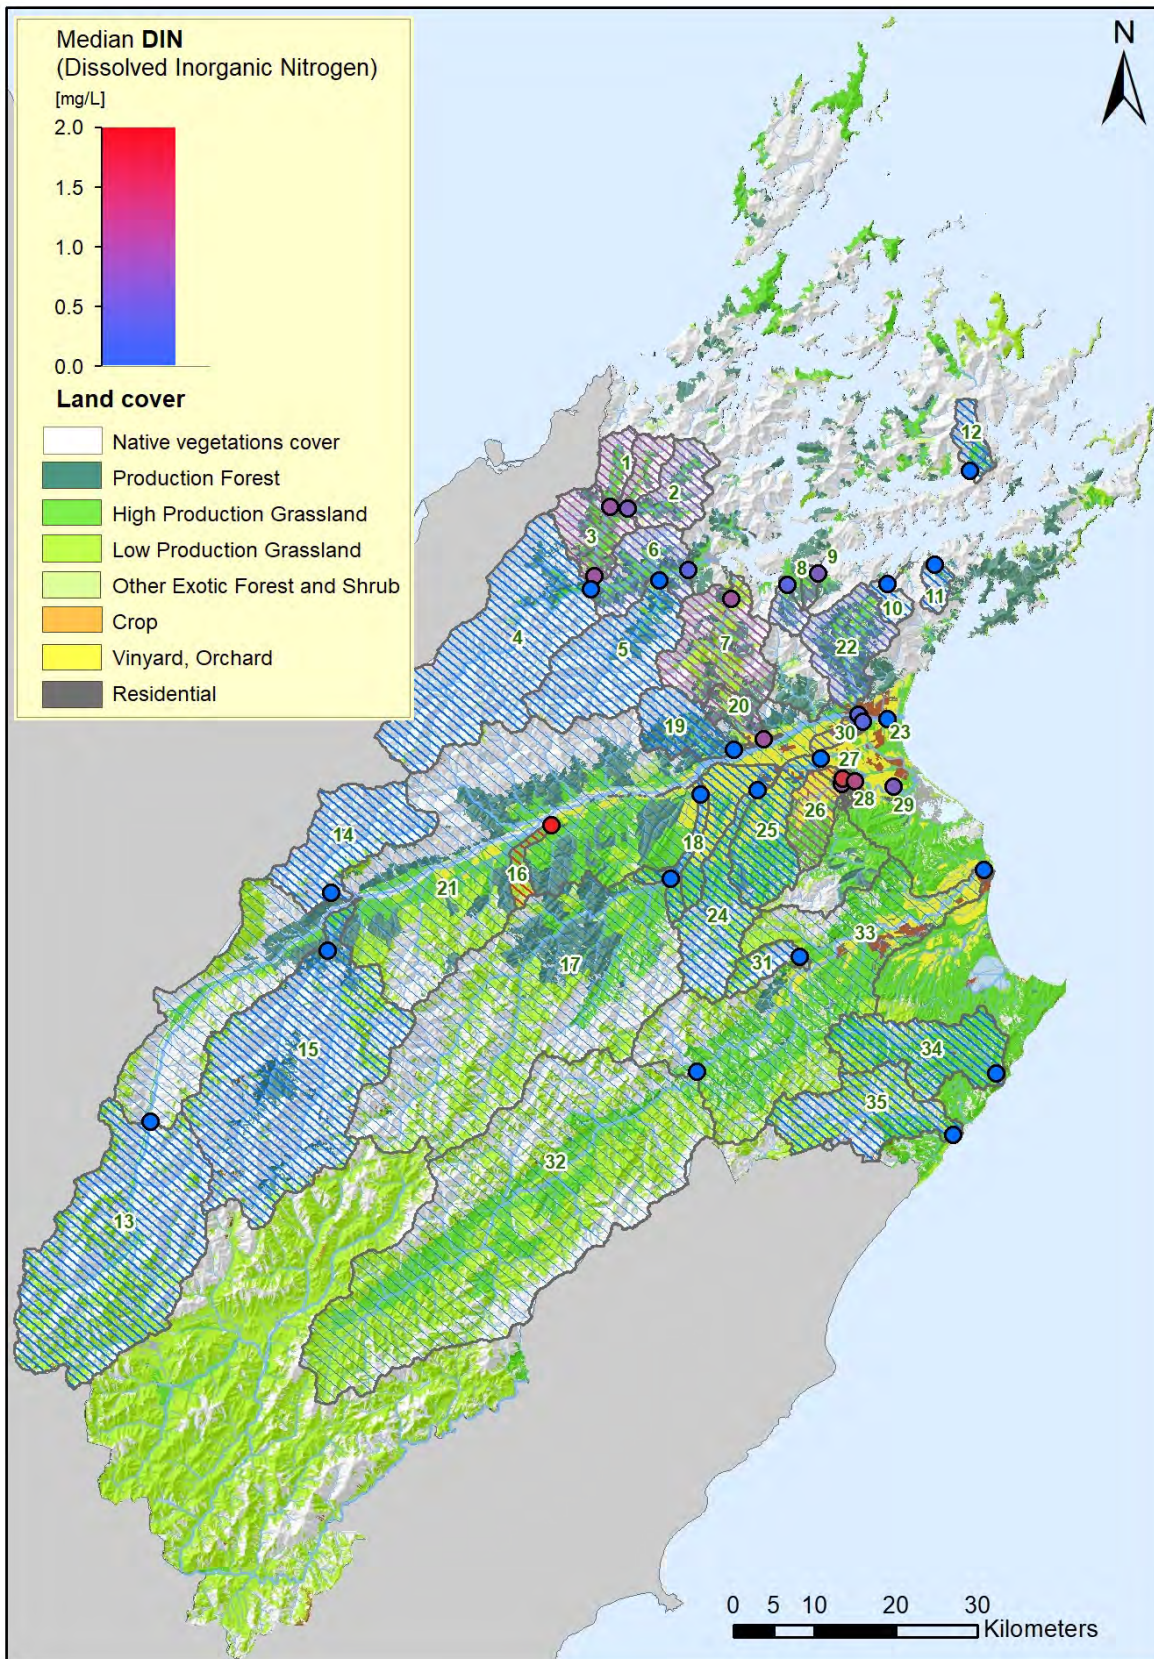 Median DIN
(Dissolved Inorganic Nitrogen)
[mg/L]
2.0
1.5
1.0
0.5
0.0
Land cover
Native vegetations cover
Production Forest
High Production Grassland
Low Production Grassland
Other Exotic Forest and Shrub
Crop
Vinyard, Orchard
Residential
N
12
1
2
3
6
9
8
11
10
4
5
7
22
20
19
30
23
27
28
29
26
14
18
25
16
21
24
33
17
31
15
34
35
32
13
0 5 10 20 30
Kilometers